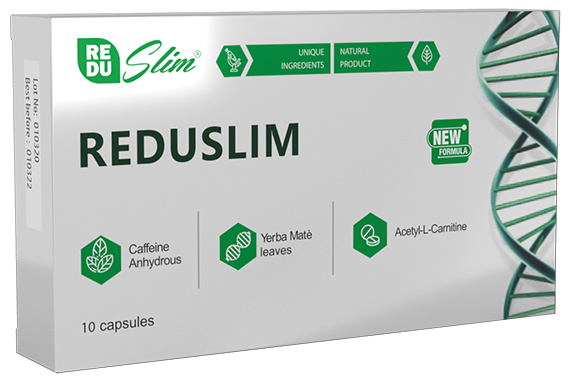 RE
DU
Slim®
UNIQUE
INGREDIENTS
NATURAL
PRODUCT
REDUSLIM
NEW
FORMULA
Caffeine
Anhydrous
Yerba Matè
leaves
Acetyl-L-Carnitine
10 capsules
Lot No: 010320
Best before: 010322